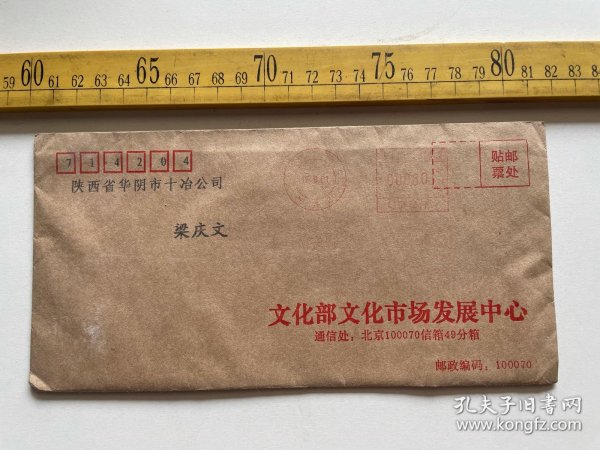 59 60 61 62 63 64 65 66 67 68 69 70 71 72 73 74 75 76 77 78 79 80 81 82 83 84
714204
陕西省华阴市十冶公司
梁庆文
贴邮
票处
文化部文化市场发展中心
通信处：北京100070信箱49分箱
邮政编码：100070
孔夫子旧书网
www.kongfz.com